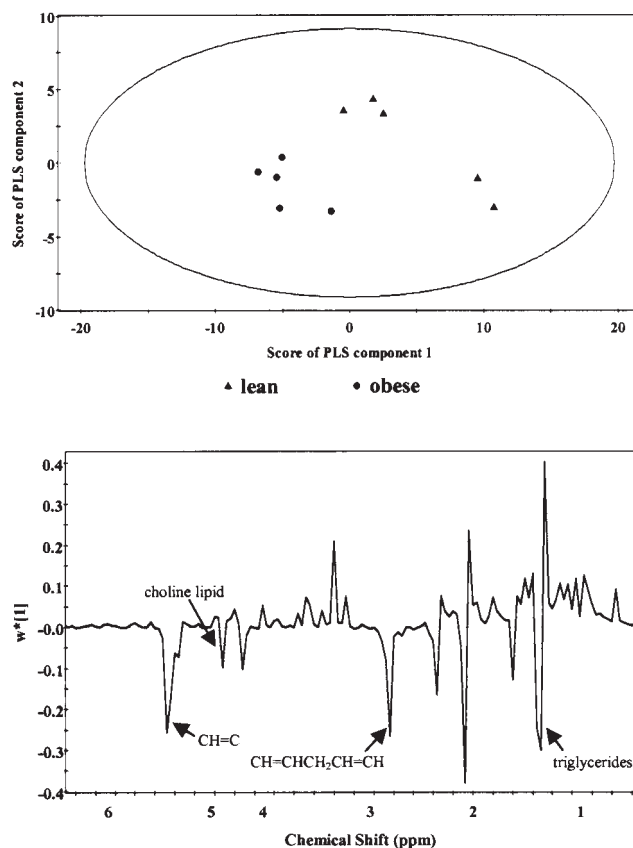 10
5
0
-5
-10
Score of PLS component 2
-20
-10
0
10
20
Score of PLS component 1
▲ lean
● obese
0.4
0.3
0.2
0.1
-0.0
-0.1
-0.2
-0.3
-0.4
w*[1]
choline lipid
CH=C
CH=CHCH₂CH=CH
triglycerides
6
5
4
3
2
1
Chemical Shift (ppm)